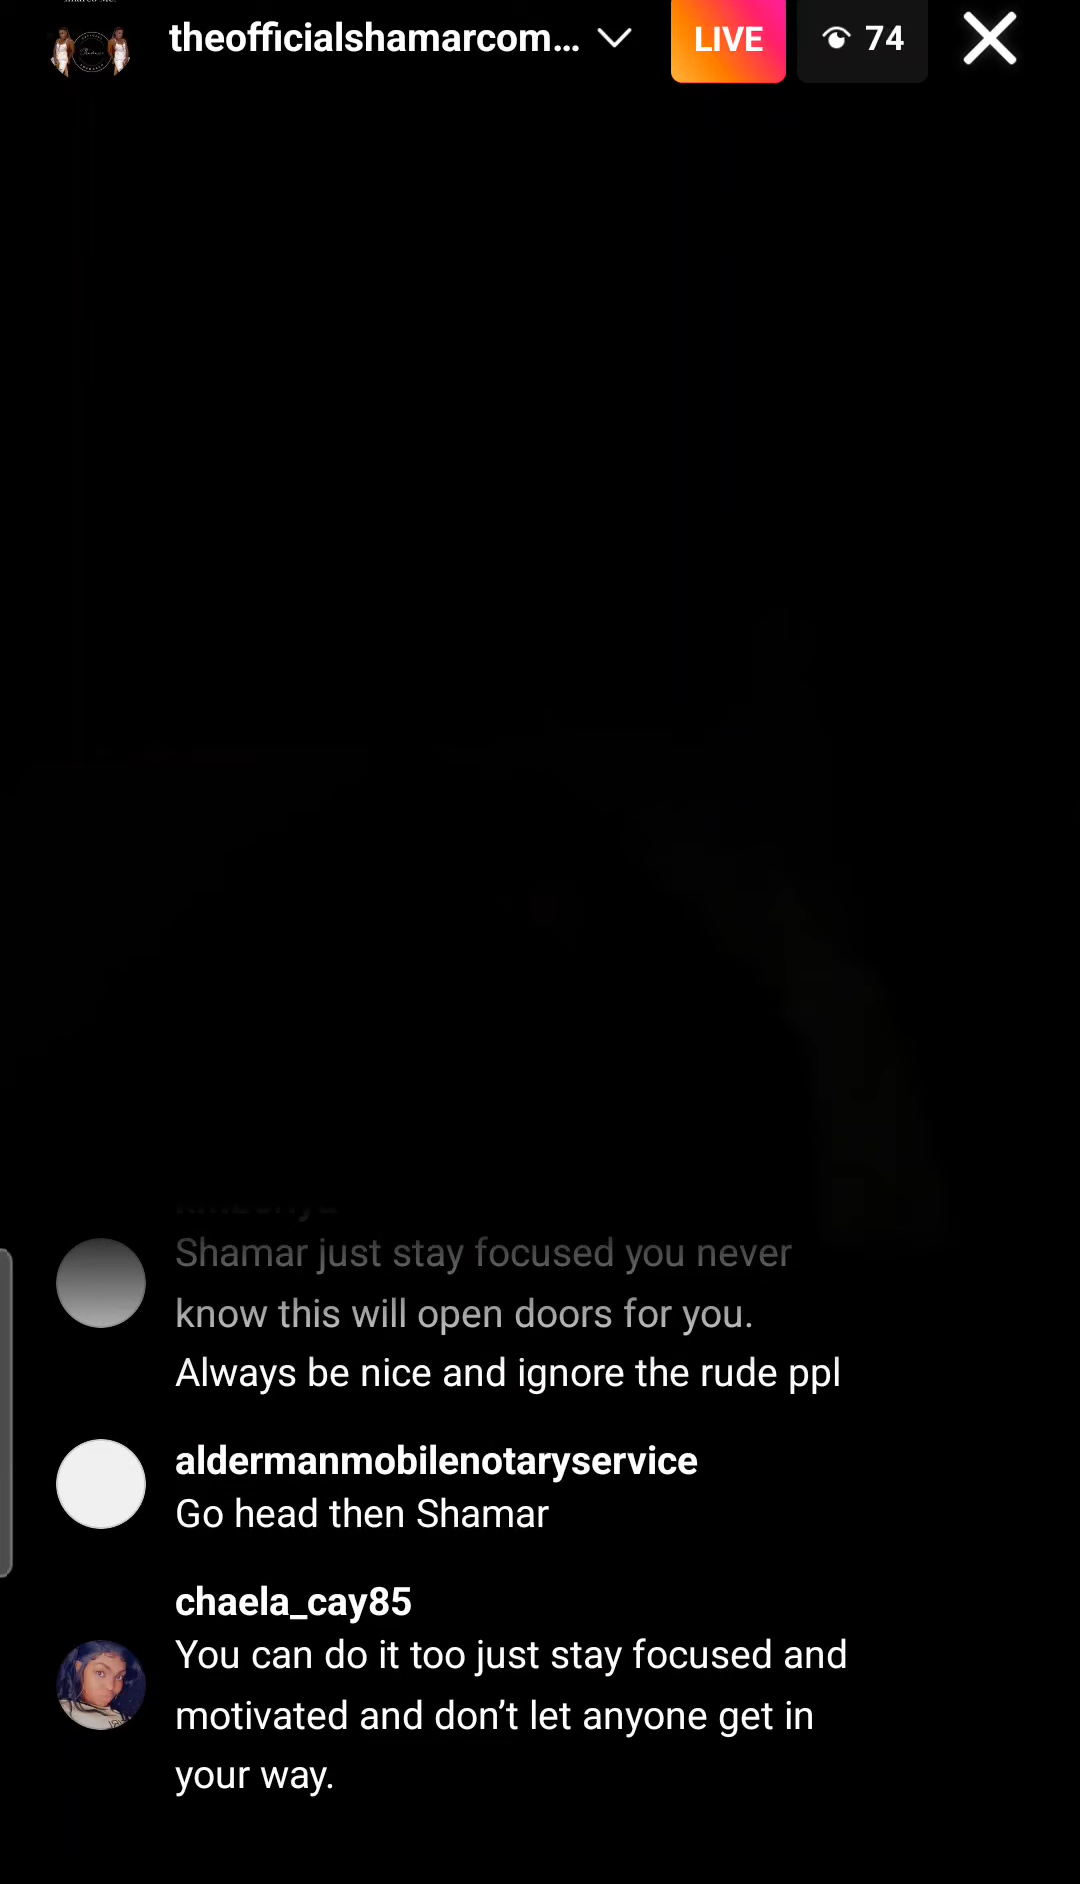 theofficialshamarcom...
LIVE
74
Shamar just stay focused you never
know this will open doors for you.
Always be nice and ignore the rude ppl
aldermanmobilenotaryservice
Go head then Shamar
chaela_cay85
You can do it too just stay focused and
motivated and don’t let anyone get in
your way.